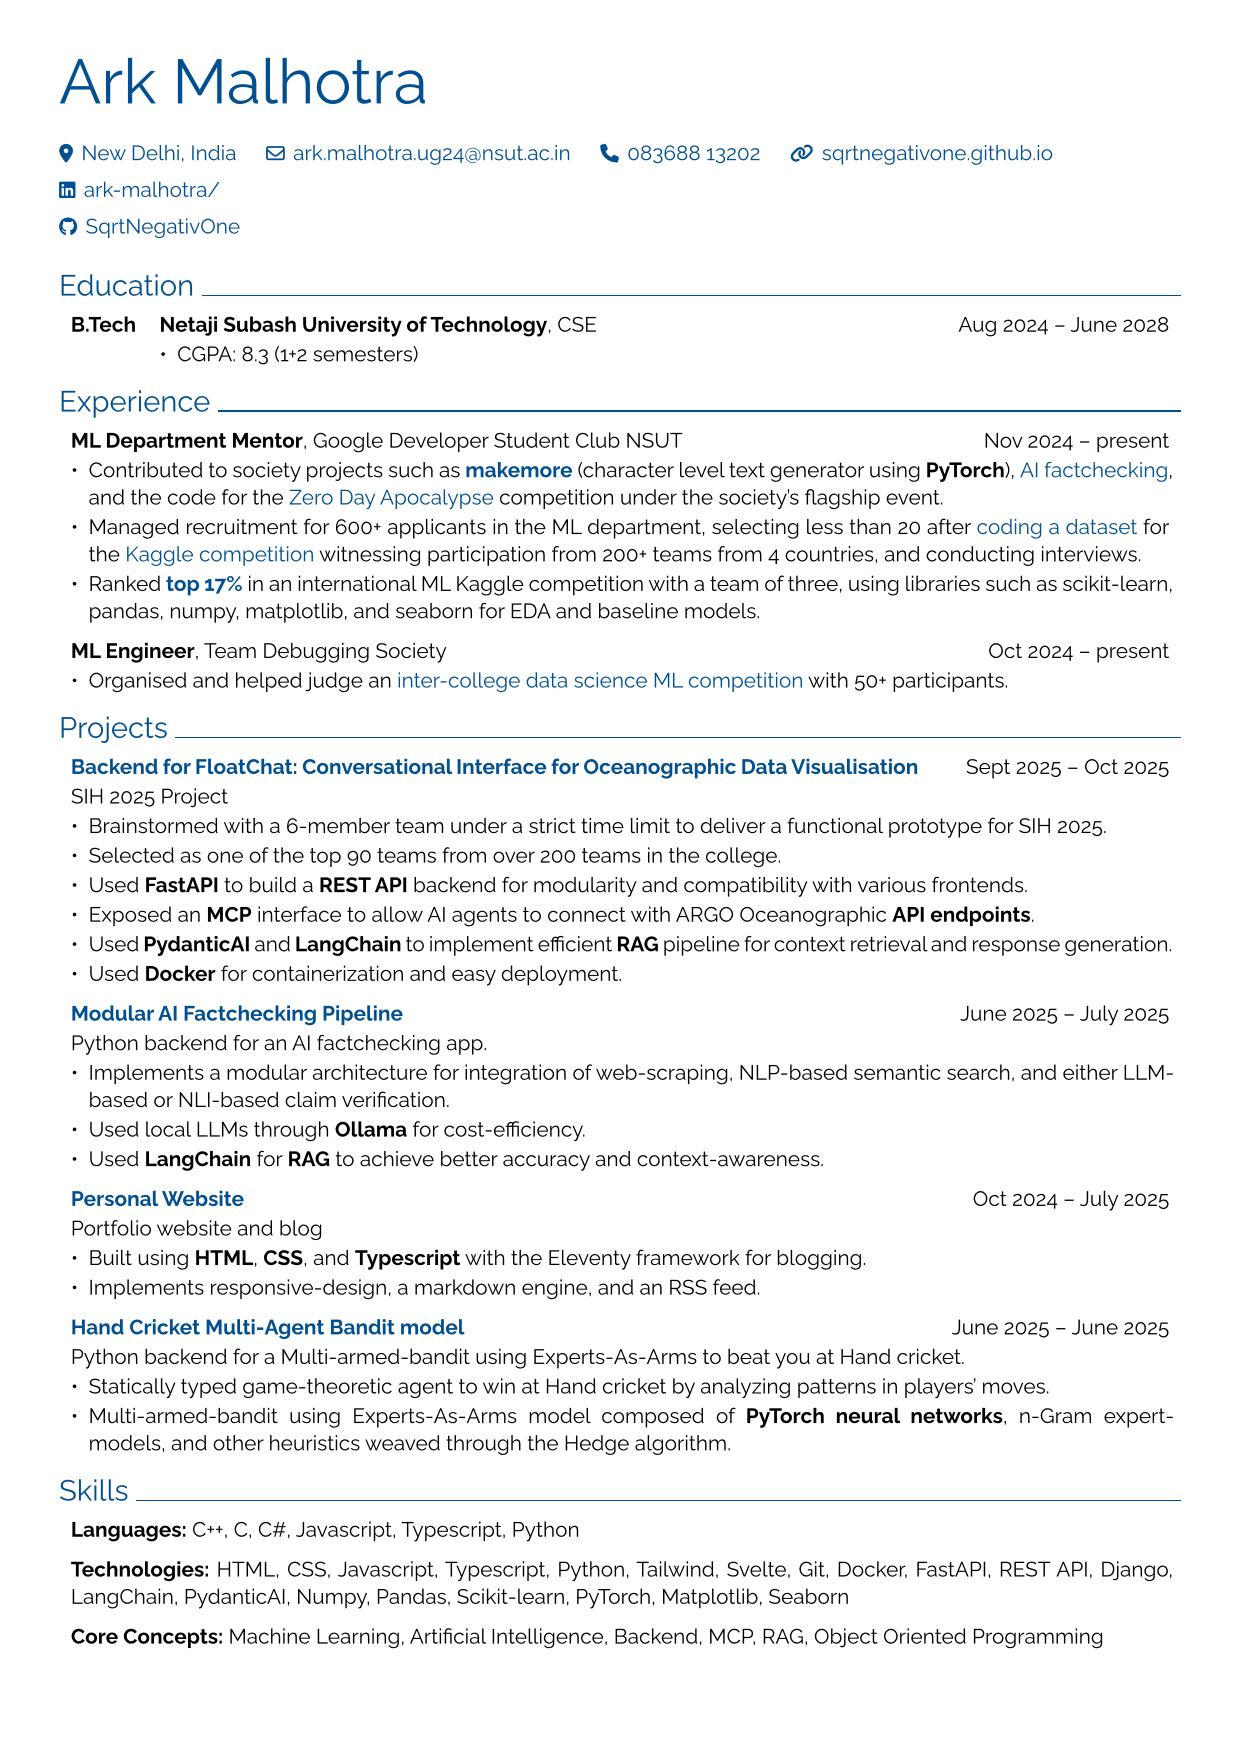 Ark Malhotra
New Delhi, India ark.malhotra.ug24@nsut.ac.in 083688 13202 sqrtnegativone.github.io
ark-malhotra/
SqrtNegativOne
Education
B.Tech Netaji Subash University of Technology, CSE Aug 2024 – June 2028
• CGPA: 8.3 (1+2 semesters)
Experience
ML Department Mentor, Google Developer Student Club NSUT Nov 2024 – present
• Contributed to society projects such as makemore (character level text generator using PyTorch), AI factchecking,
and the code for the Zero Day Apocalypse competition under the society's flagship event.
• Managed recruitment for 600+ applicants in the ML department, selecting less than 20 after coding a dataset for
the Kaggle competition witnessing participation from 200+ teams from 4 countries, and conducting interviews.
• Ranked top 17% in an international ML Kaggle competition with a team of three, using libraries such as scikit-learn,
pandas, numpy, matplotlib, and seaborn for EDA and baseline models.
ML Engineer, Team Debugging Society Oct 2024 – present
• Organised and helped judge an inter-college data science ML competition with 50+ participants.
Projects
Backend for FloatChat: Conversational Interface for Oceanographic Data Visualisation Sept 2025 – Oct 2025
SIH 2025 Project
• Brainstormed with a 6-member team under a strict time limit to deliver a functional prototype for SIH 2025.
• Selected as one of the top 90 teams from over 200 teams in the college.
• Used FastAPI to build a REST API backend for modularity and compatibility with various frontends.
• Exposed an MCP interface to allow AI agents to connect with ARGO Oceanographic API endpoints.
• Used PydanticAI and LangChain to implement efficient RAG pipeline for context retrieval and response generation.
• Used Docker for containerization and easy deployment.
Modular AI Factchecking Pipeline June 2025 – July 2025
Python backend for an AI factchecking app.
• Implements a modular architecture for integration of web-scraping, NLP-based semantic search, and either LLM-
based or NLI-based claim verification.
• Used local LLMs through Ollama for cost-efficiency.
• Used LangChain for RAG to achieve better accuracy and context-awareness.
Personal Website Oct 2024 – July 2025
Portfolio website and blog
• Built using HTML, CSS, and Typescript with the Eleventy framework for blogging.
• Implements responsive-design, a markdown engine, and an RSS feed.
Hand Cricket Multi-Agent Bandit model June 2025 – June 2025
Python backend for a Multi-armed-bandit using Experts-As-Arms to beat you at Hand cricket.
• Statically typed game-theoretic agent to win at Hand cricket by analyzing patterns in players' moves.
• Multi-armed-bandit using Experts-As-Arms model composed of PyTorch neural networks, n-Gram expert-
models, and other heuristics weaved through the Hedge algorithm.
Skills
Languages: C++, C, C#, Javascript, Typescript, Python
Technologies: HTML, CSS, Javascript, Typescript, Python, Tailwind, Svelte, Git, Docker, FastAPI, REST API, Django,
LangChain, PydanticAI, Numpy, Pandas, Scikit-learn, PyTorch, Matplotlib, Seaborn
Core Concepts: Machine Learning, Artificial Intelligence, Backend, MCP, RAG, Object Oriented Programming